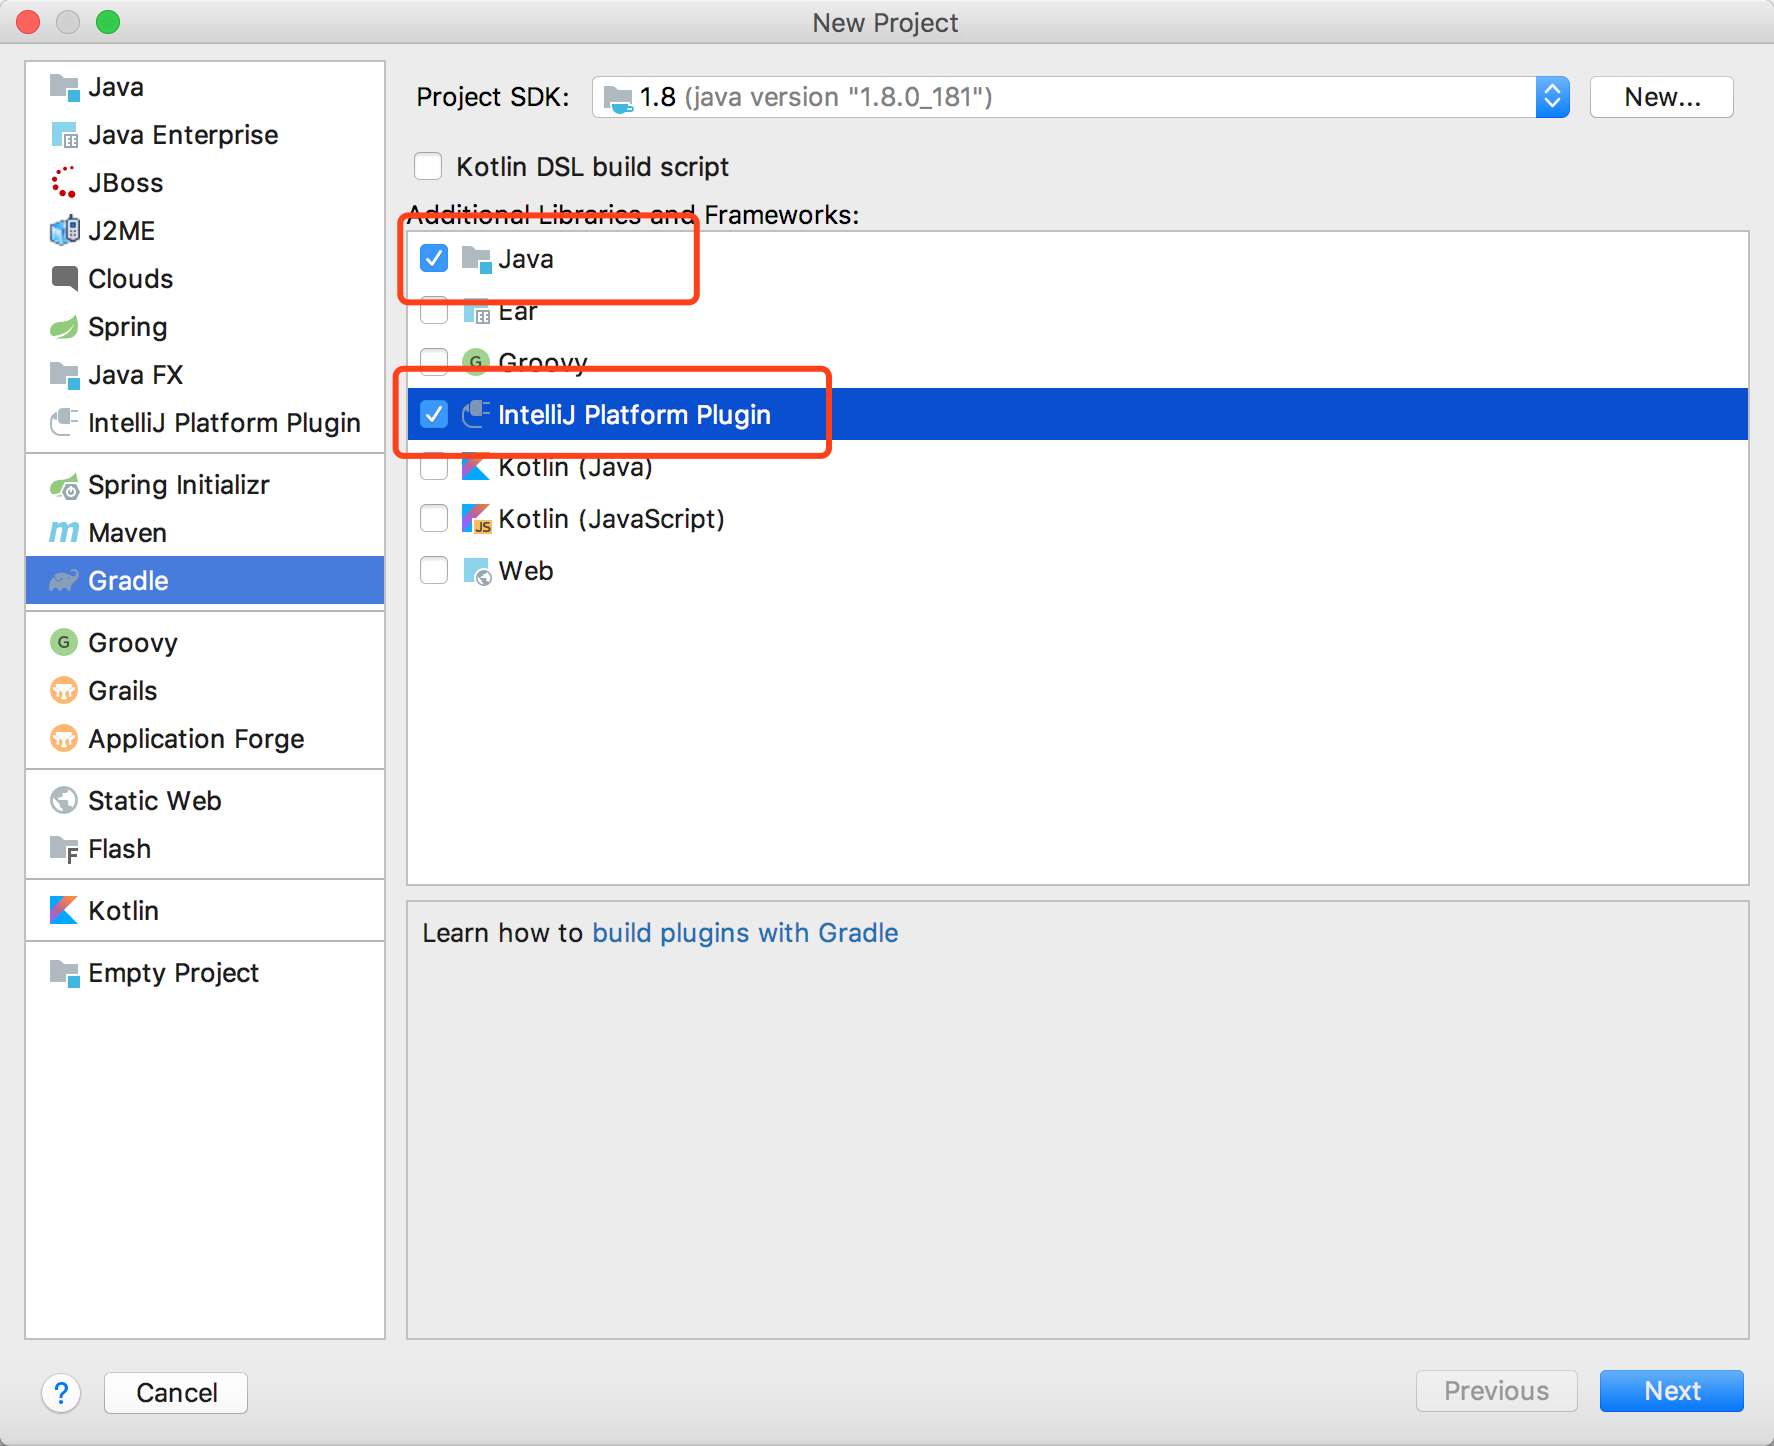 New Project
Java
Java Enterprise
JBoss
J2ME
Clouds
Spring
Java FX
IntelliJ Platform Plugin
Spring Initializr
Maven
Gradle
Groovy
Grails
Application Forge
Static Web
Flash
Kotlin
Empty Project
Project SDK: 1.8 (java version "1.8.0_181") New...
Kotlin DSL build script
Additional Libraries and Frameworks:
Java
Ear
Groovy
IntelliJ Platform Plugin
Kotlin (Java)
Kotlin (JavaScript)
Web
Learn how to build plugins with Gradle
? Cancel Previous Next